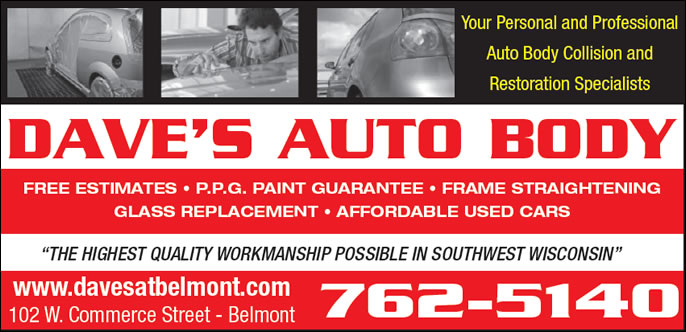 Your Personal and Professional
Auto Body Collision and
Restoration Specialists
DAVE'S AUTO BODY
FREE ESTIMATES • P.P.G. PAINT GUARANTEE • FRAME STRAIGHTENING
GLASS REPLACEMENT • AFFORDABLE USED CARS
“THE HIGHEST QUALITY WORKMANSHIP POSSIBLE IN SOUTHWEST WISCONSIN”
www.davesatbelmont.com
102 W. Commerce Street - Belmont
762-5140